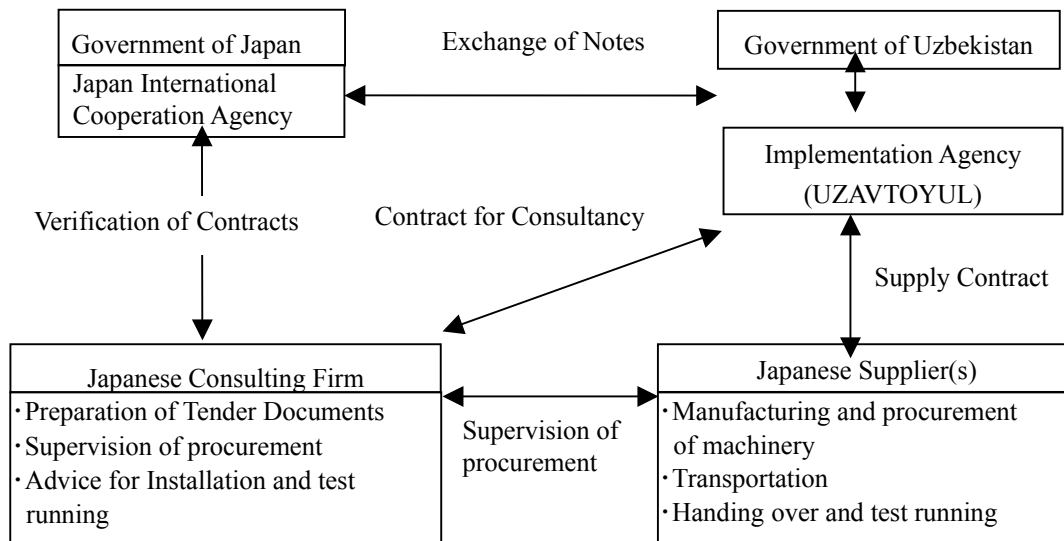 Government of Japan
Exchange of Notes
Government of Uzbekistan
Japan International
Cooperation Agency
Implementation Agency
(UZAVTOYUL)
Verification of Contracts
Contract for Consultancy
Supply Contract
Japanese Consulting Firm
・Preparation of Tender Documents
・Supervision of procurement
・Advice for Installation and test
running
Supervision of
procurement
Japanese Supplier(s)
・Manufacturing and procurement
of machinery
・Transportation
・Handing over and test running